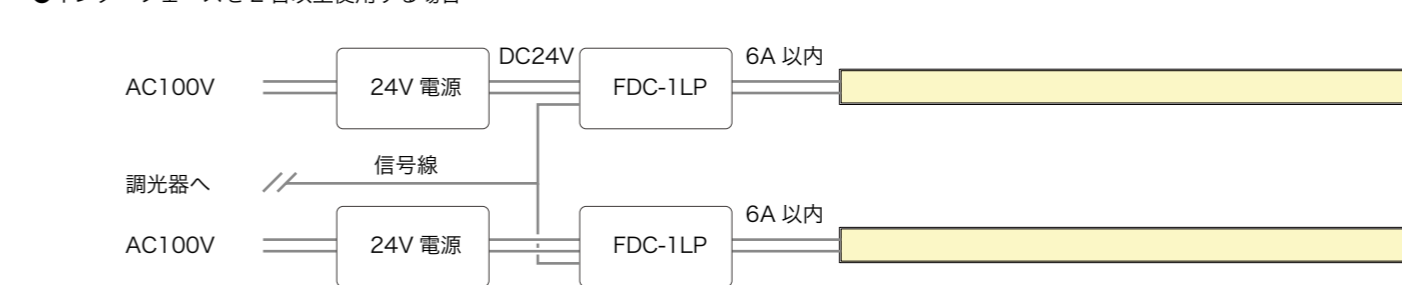 DC24V
6A 以内
AC100V
24V 電源
FDC-1LP
信号線
調光器へ
6A 以内
AC100V
24V 電源
FDC-1LP